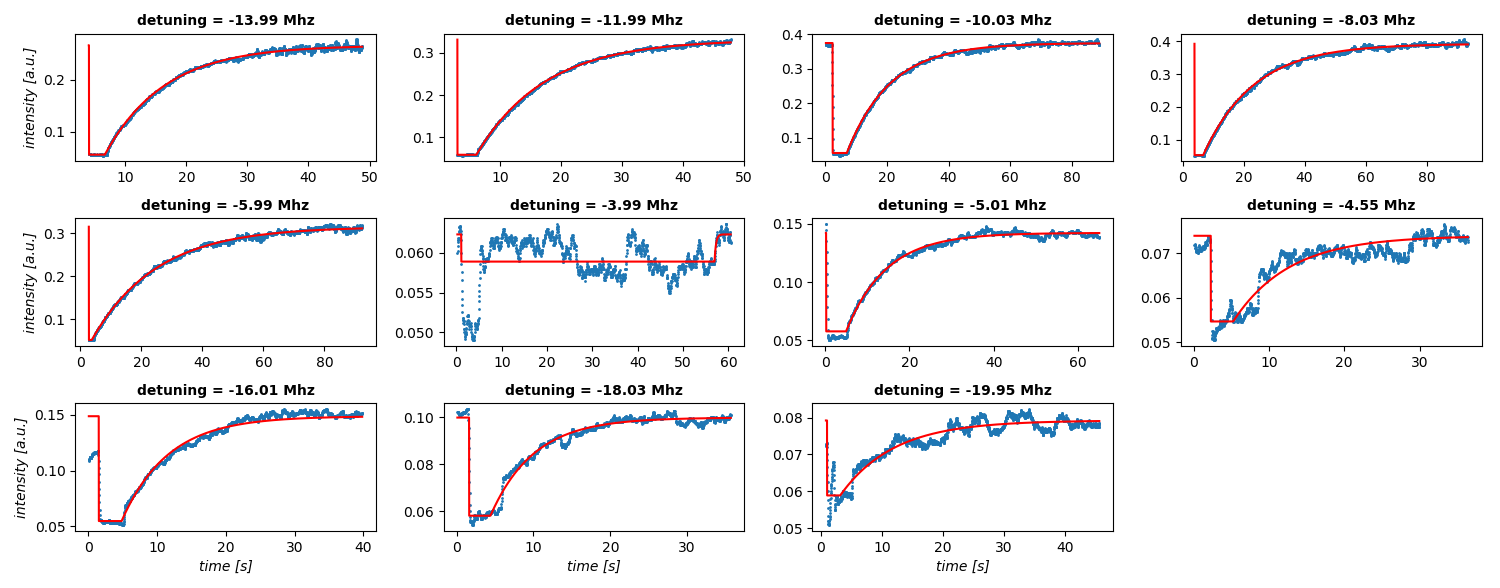 detuning = -13.99 Mhz
detuning = -11.99 Mhz
detuning = -10.03 Mhz
detuning = -8.03 Mhz
intensity [a.u.]
0.2
0.1
10 20 30 40 50
0.3
0.2
0.1
10 20 30 40 50
0.4
0.3
0.2
0.1
0 20 40 60 80
0.4
0.3
0.2
0.1
0 20 40 60 80
detuning = -5.99 Mhz
detuning = -3.99 Mhz
detuning = -5.01 Mhz
detuning = -4.55 Mhz
intensity [a.u.]
0.3
0.2
0.1
0 20 40 60 80
0.060
0.055
0.050
0 10 20 30 40 50 60
0.15
0.10
0.05
0 20 40 60
0.07
0.06
0.05
0 10 20 30
detuning = -16.01 Mhz
detuning = -18.03 Mhz
detuning = -19.95 Mhz
intensity [a.u.]
0.15
0.10
0.05
0 10 20 30 40
time [s]
0.10
0.08
0.06
0 10 20 30
time [s]
0.08
0.07
0.06
0.05
0 10 20 30 40
time [s]